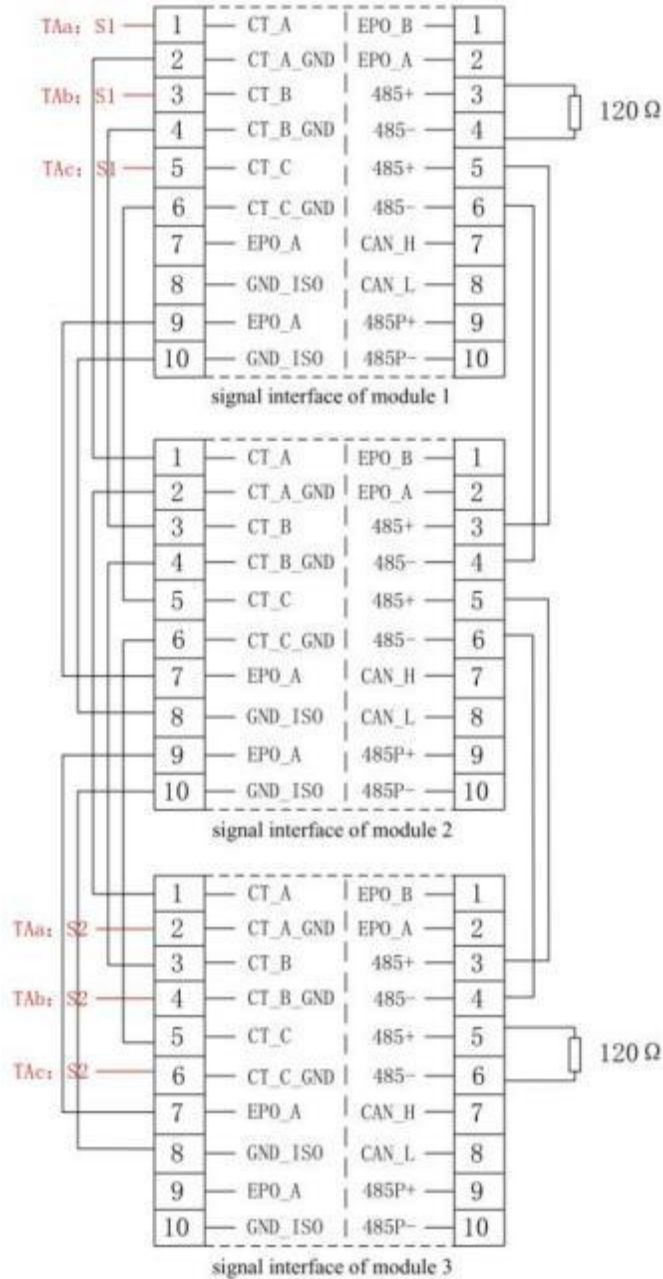 TAa: S1 1 CT_A EPO_B 1
2 CT_A_GND EPO_A 2
TAb: S1 3 CT_B 485+ 3
4 CT_B_GND 485- 4
120 Ω
TAc: S1 5 CT_C 485+ 5
6 CT_C_GND 485- 6
7 EPO_A CAN_H 7
8 GND_ISO CAN_L 8
9 EPO_A 485P+ 9
10 GND_ISO 485P- 10
signal interface of module 1
1 CT_A EPO_B 1
2 CT_A_GND EPO_A 2
3 CT_B 485+ 3
4 CT_B_GND 485- 4
5 CT_C 485+ 5
6 CT_C_GND 485- 6
7 EPO_A CAN_H 7
8 GND_ISO CAN_L 8
9 EPO_A 485P+ 9
10 GND_ISO 485P- 10
signal interface of module 2
1 CT_A EPO_B 1
TAa: S2 2 CT_A_GND EPO_A 2
3 CT_B 485+ 3
TAb: S2 4 CT_B_GND 485- 4
5 CT_C 485+ 5
120 Ω
TAc: S2 6 CT_C_GND 485- 6
7 EPO_A CAN_H 7
8 GND_ISO CAN_L 8
9 EPO_A 485P+ 9
10 GND_ISO 485P- 10
signal interface of module 3